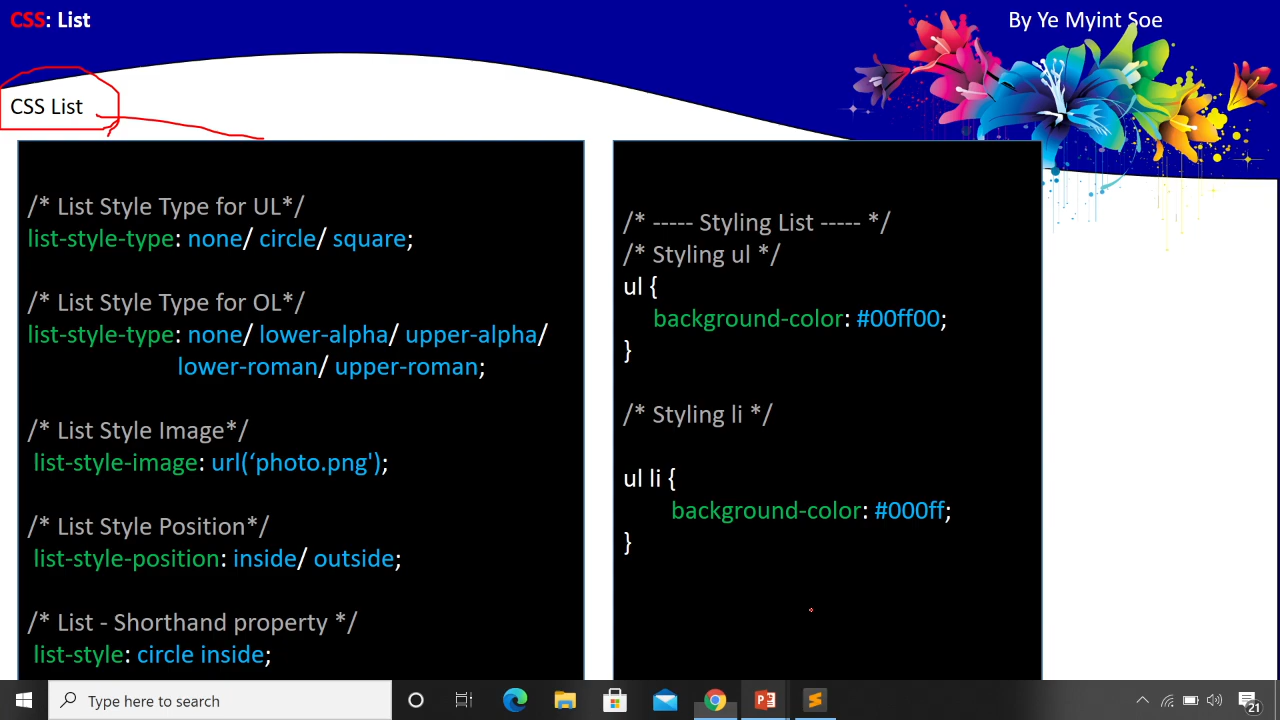 CSS: List
By Ye Myint Soe
CSS List
/* List Style Type for UL*/
list-style-type: none/ circle/ square;
/* List Style Type for OL*/
list-style-type: none/ lower-alpha/ upper-alpha/
lower-roman/ upper-roman;
/* List Style Image*/
list-style-image: url(‘photo.png');
/* List Style Position*/
list-style-position: inside/ outside;
/* List - Shorthand property */
list-style: circle inside;
/* ----- Styling List ----- */
/* Styling ul */
ul {
background-color: #00ff00;
}
/* Styling li */
ul li {
background-color: #000ff;
}
Type here to search
21